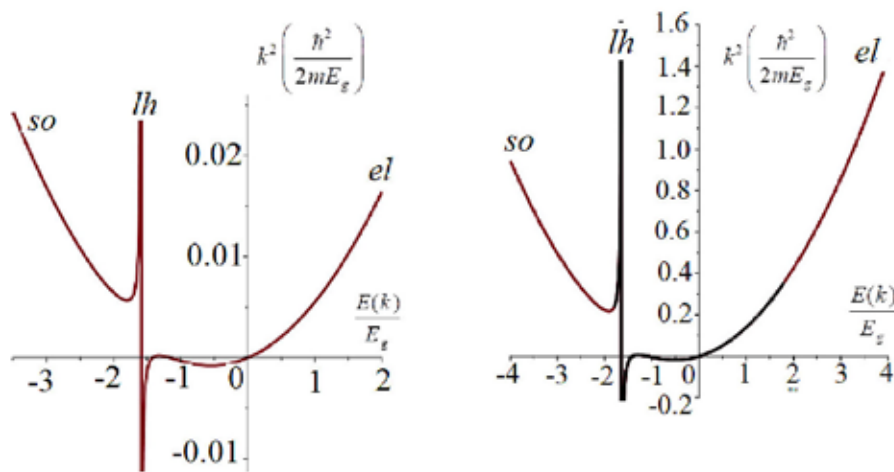 k²(ħ²/2mE_g)
so
lh
el
0.02
0.01
E(k)/E_g
-3 -2 -1 0 1 2
-0.01
lh
1.6
k²(ħ²/2mE_g)
el
1.4
1.2
1.0
so
0.8
0.6
0.4
E(k)/E_g
0.2
-4 -3 -2 -1 0 1 2 3 4
-0.2